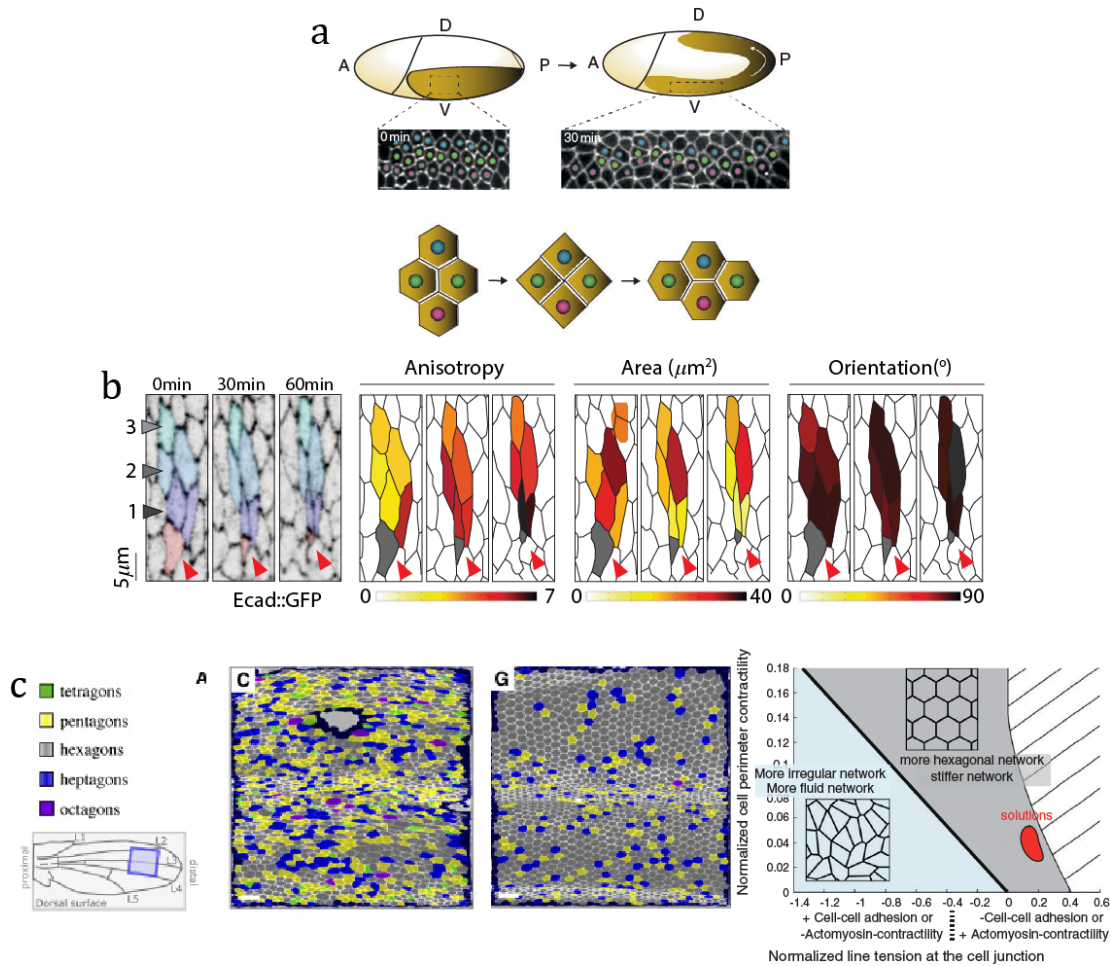 a
D
D
A
P
A
P
V
V
0 min
30 min
b
0min
30min
60min
Anisotropy
Area (μm²)
Orientation(º)
3
2
1
5μm
Ecad::GFP
0
7
0
40
0
90
c
tetragons
pentagons
hexagons
heptagons
octagons
A
C
G
proximal
distal
L1
L2
L3
L4
L5
Dorsal surface
Normalized cell perimeter contractility
0.18
0.16
0.14
0.12
0.1
0.08
0.06
0.04
0.02
0
more hexagonal network
stiffer network
More irregular network
More fluid network
solutions
-1.4 -1.2 -1 -0.8 -0.6 -0.4 -0.2 0 0.2 0.4 0.6
+ Cell-cell adhesion or
-Actomyosin-contractility
-Cell-cell adhesion or
+ Actomyosin-contractility
Normalized line tension at the cell junction